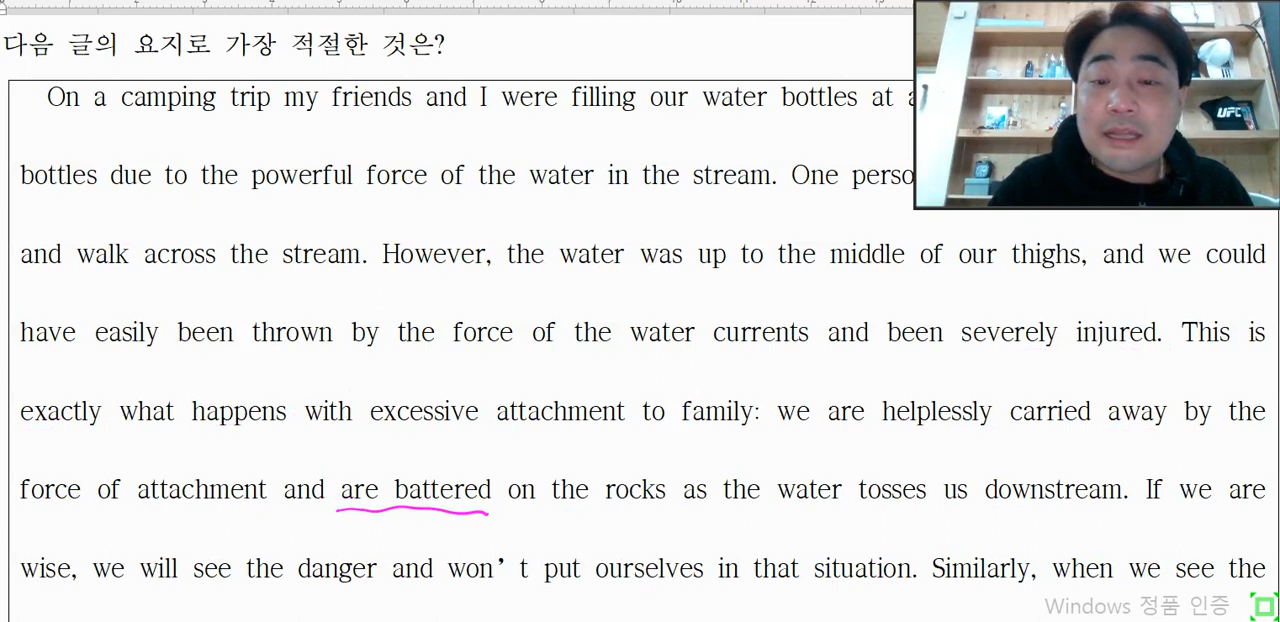 다음 글의 요지로 가장 적절한 것은?
On a camping trip my friends and I were filling our water bottles at
UFC
bottles due to the powerful force of the water in the stream. One
and walk across the stream. However, the water was up to the middle of our thighs, and we could
have easily been thrown by the force of the water currents and been severely injured. This is
exactly what happens with excessive attachment to family: we are helplessly carried away by the
force of attachment and are battered on the rocks as the water tosses us downstream. If we are
wise, we will see the danger and won’t put ourselves in that situation. Similarly, when we see the
Windows 정품 인증